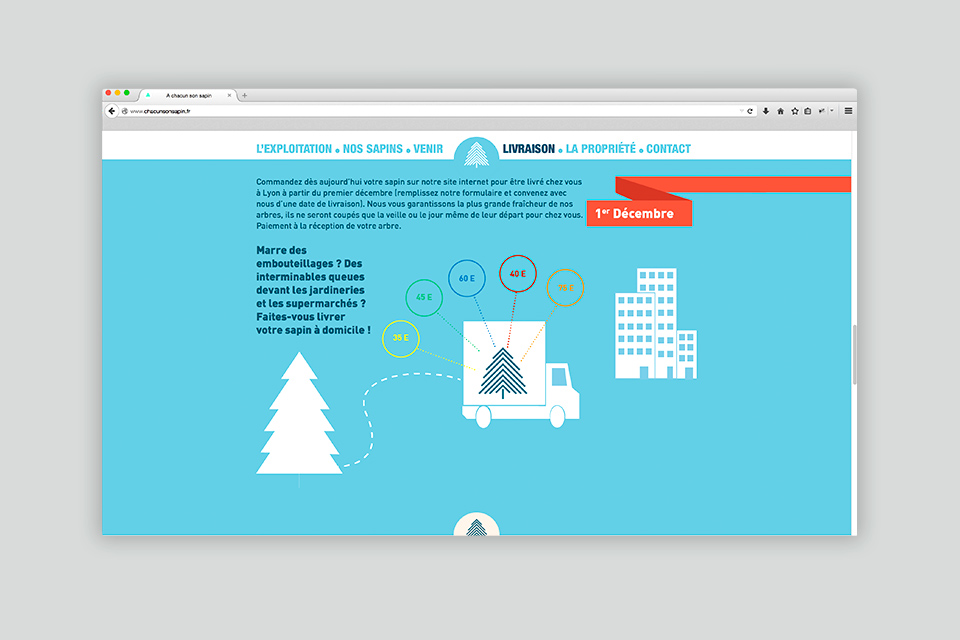 A chacun son sapin
www.chacunsonsapin.fr
L'EXPLOITATION • NOS SAPINS • VENIR
LIVRAISON • LA PROPRIÉTÉ • CONTACT
Commandez dès aujourd'hui votre sapin sur notre site internet pour être livré chez vous
à Lyon à partir du premier décembre (remplissez notre formulaire et convenez avec
nous d'une date de livraison). Nous vous garantissons la plus grande fraîcheur de nos
arbres, ils ne seront coupés que la veille ou le jour même de leur départ pour chez vous.
Paiement à la réception de votre arbre.
1er Décembre
Marre des
embouteillages ? Des
interminables queues
devant les jardineries
et les supermarchés ?
Faites-vous livrer
votre sapin à domicile !
35 E
45 E
60 E
40 E